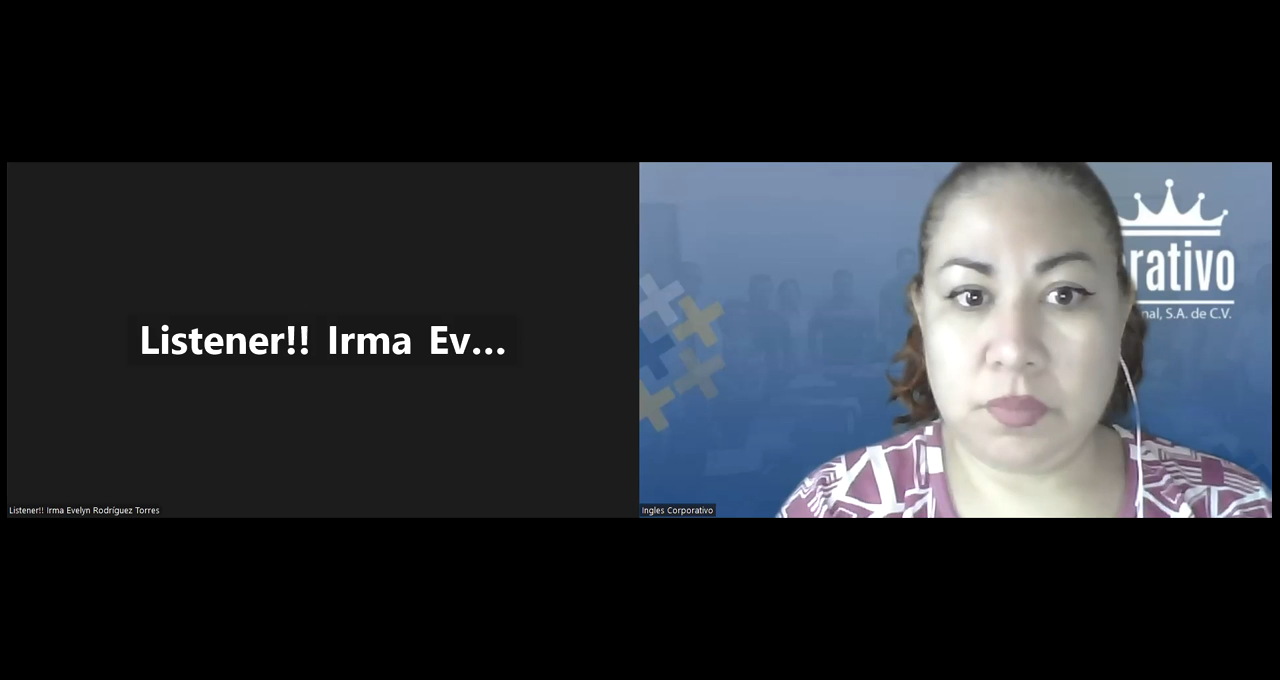 Listener!! Irma Ev...
Listener!! Irma Evelyn Rodríguez Torres
rativo
nal, S.A. de C.V.
Ingles Corporativo